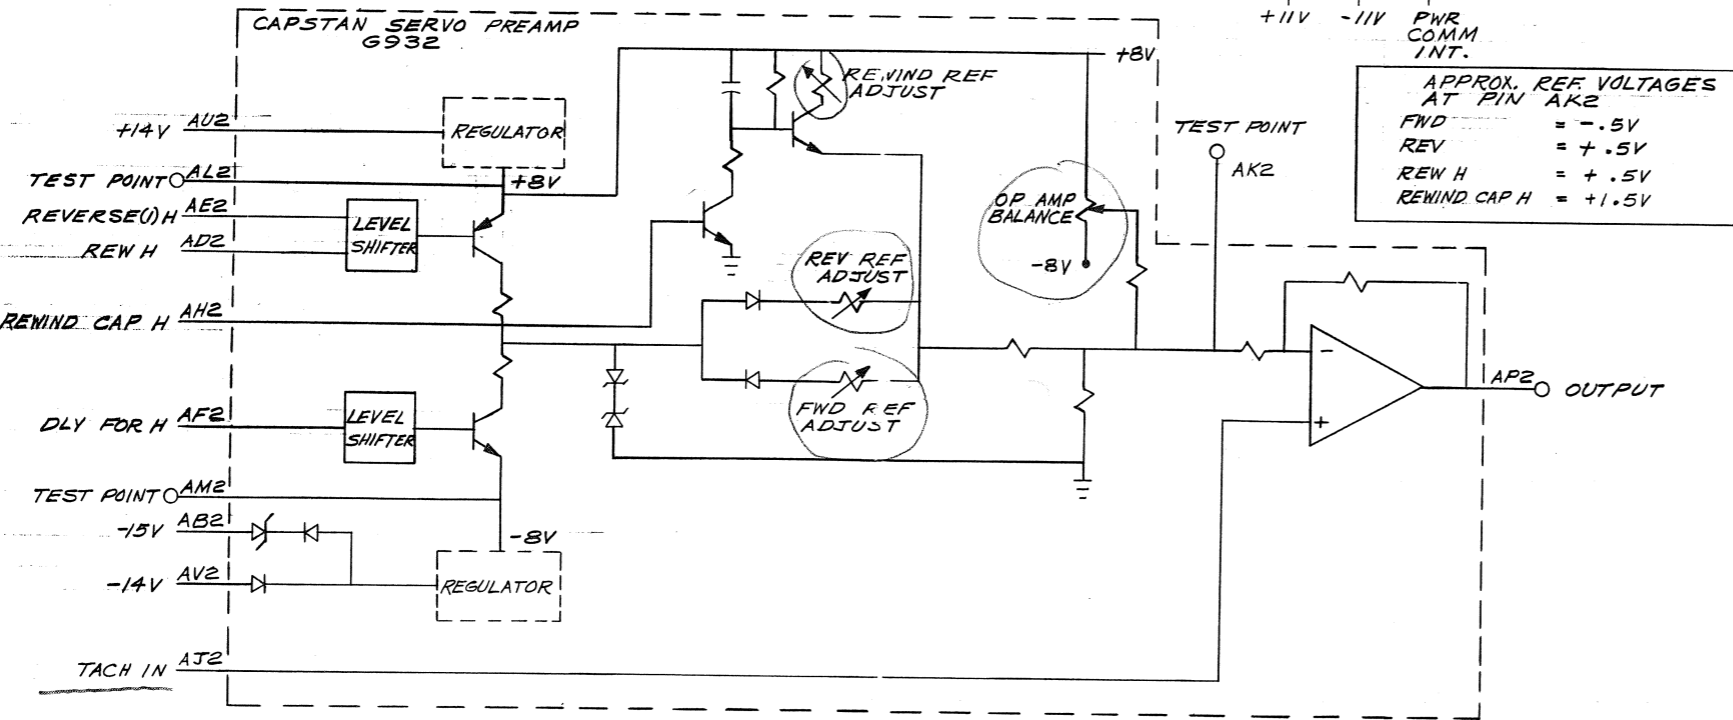 CAPSTAN SERVO PREAMP
G932
+11V -11V PWR
COMM
INT.
APPROX. REF. VOLTAGES
AT PIN AK2
FWD = -.5V
REV = +.5V
REW H = +.5V
REWIND CAP H = +1.5V
+8V
REWIND REF
ADJUST
+14V AU2
REGULATOR
TEST POINT
AK2
TEST POINT AL2
+8V
REVERSE(1)H AE2
LEVEL
SHIFTER
REW H AD2
OP AMP
BALANCE
-8V
REV REF
ADJUST
REWIND CAP H AH2
FWD REF
ADJUST
-
+
AP2 OUTPUT
DLY FOR H AF2
LEVEL
SHIFTER
TEST POINT AM2
-15V AB2
-8V
-14V AV2
REGULATOR
TACH IN AJ2